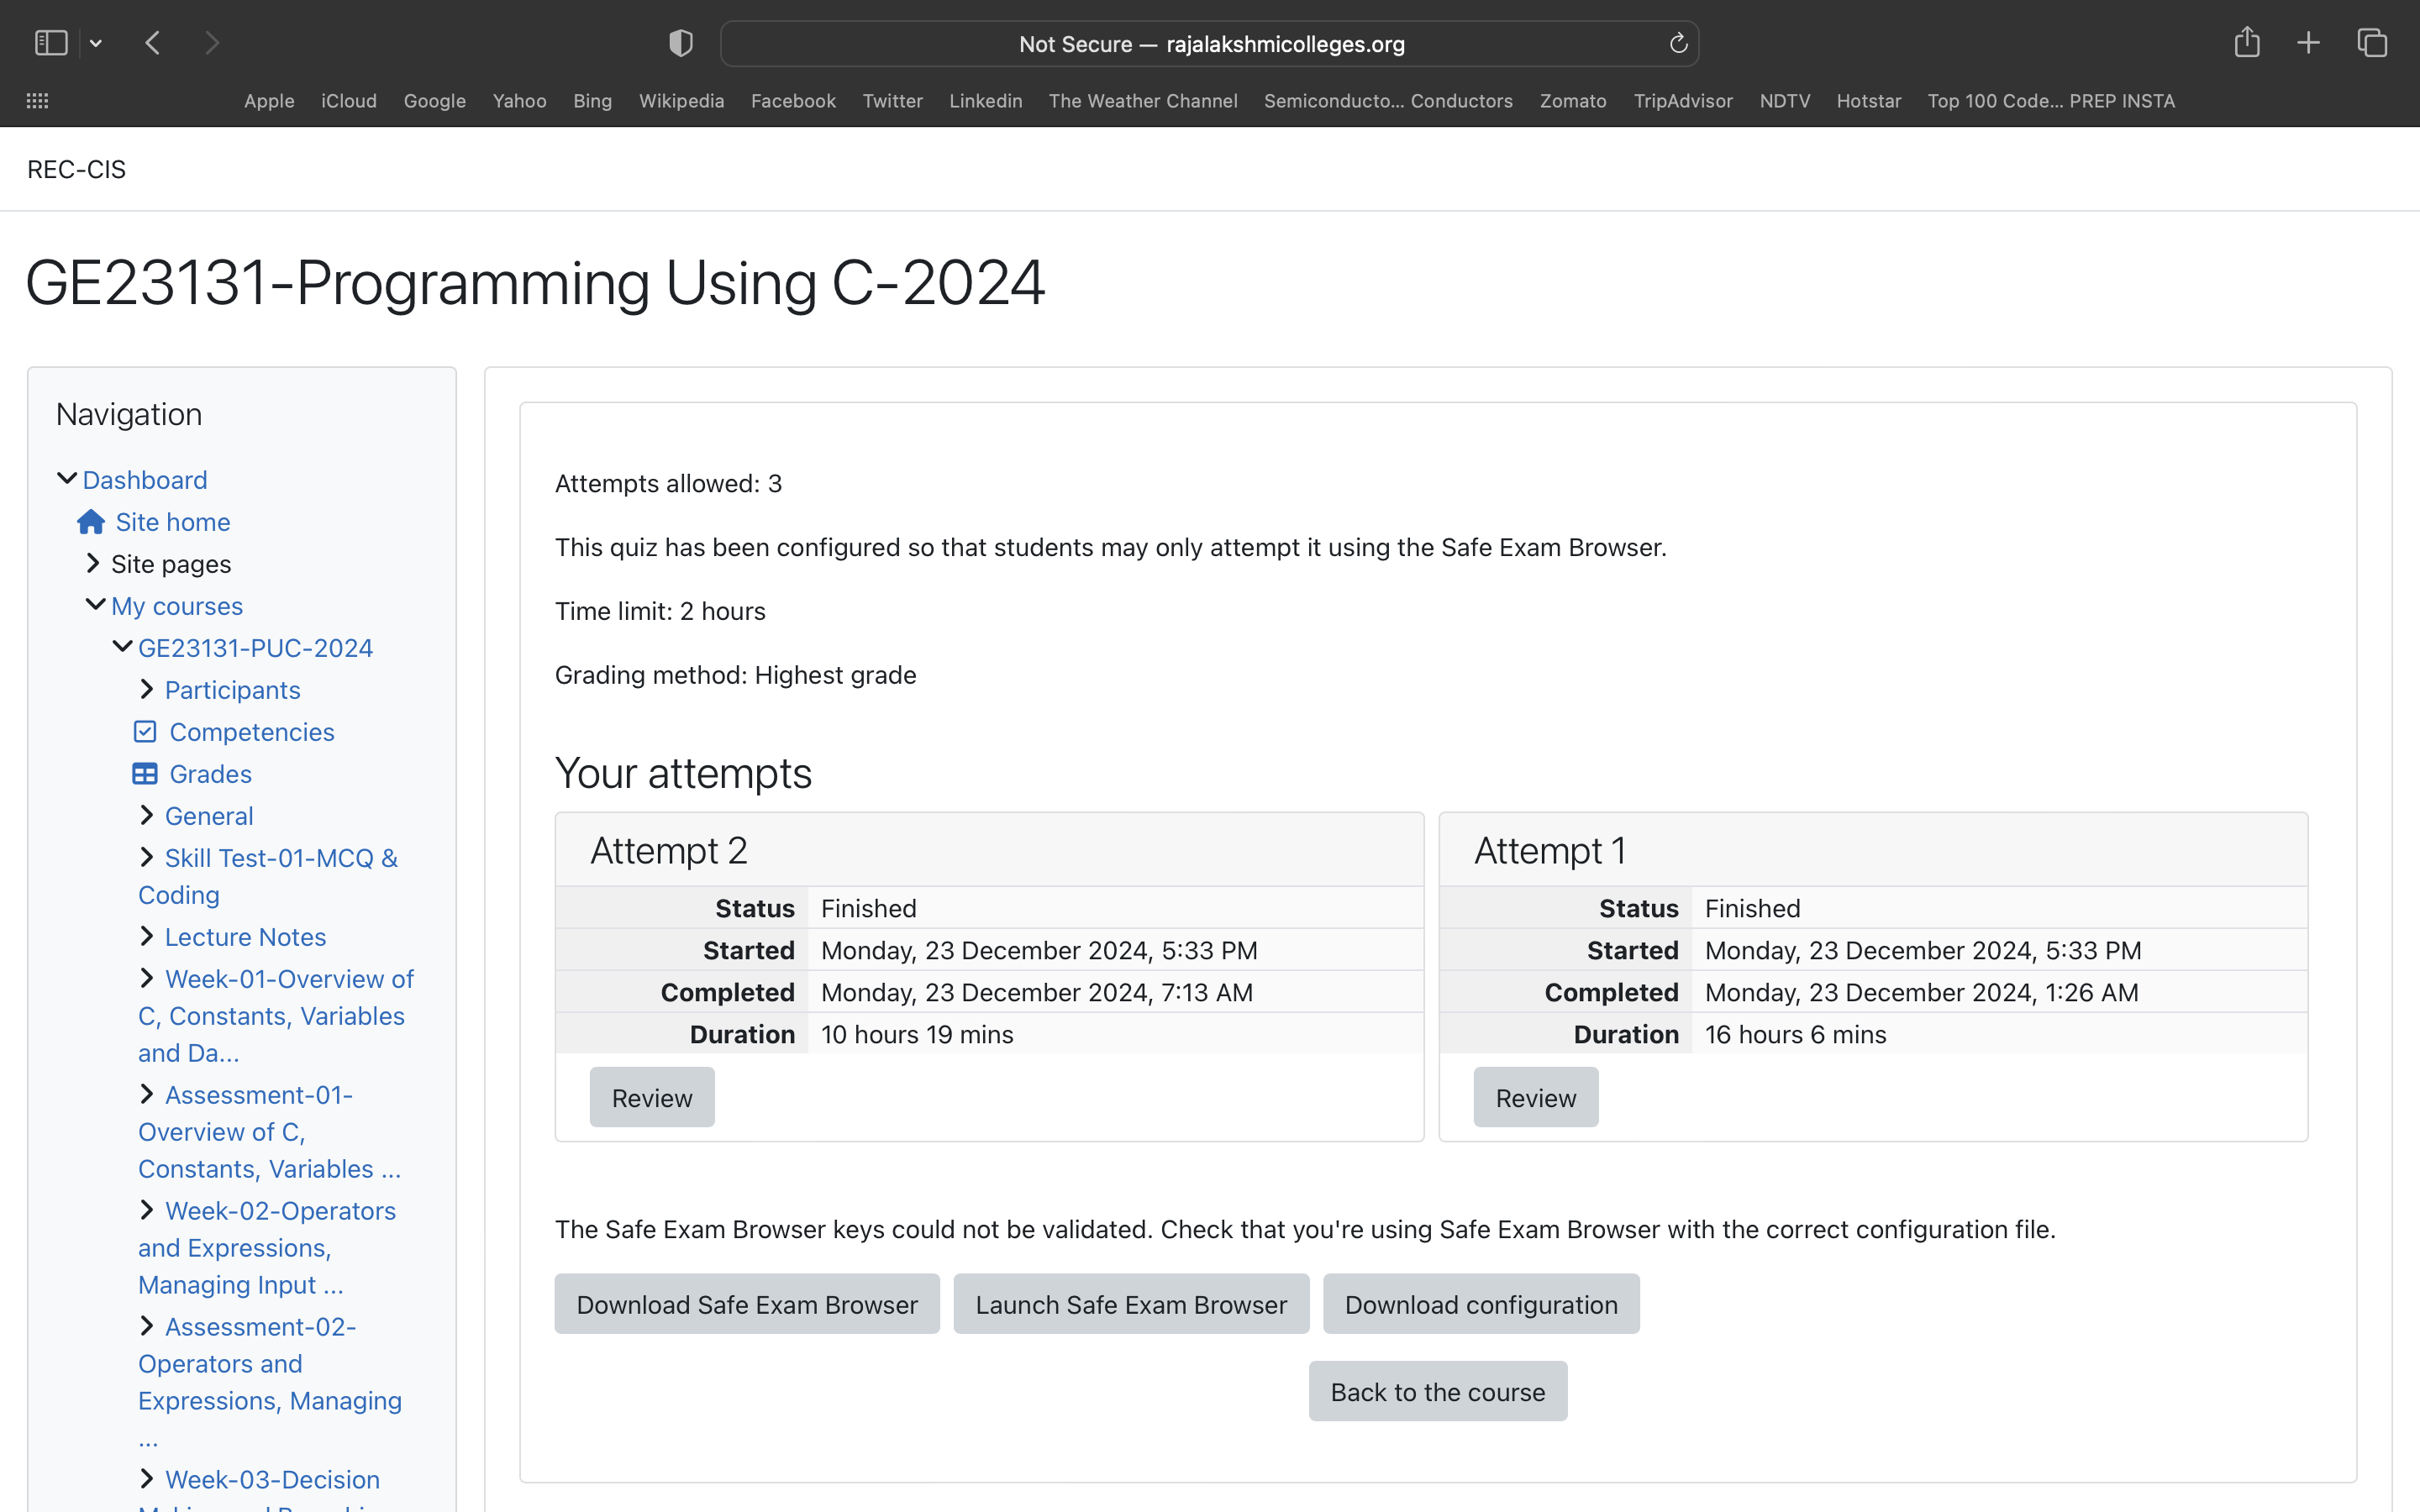 Not Secure — rajalakshmicolleges.org
Apple iCloud Google Yahoo Bing Wikipedia Facebook Twitter Linkedin The Weather Channel Semiconducto... Conductors Zomato TripAdvisor NDTV Hotstar Top 100 Code... PREP INSTA
REC-CIS
GE23131-Programming Using C-2024
Navigation
Dashboard
Site home
Site pages
My courses
GE23131-PUC-2024
Participants
Competencies
Grades
General
Skill Test-01-MCQ &
Coding
Lecture Notes
Week-01-Overview of
C, Constants, Variables
and Da...
Assessment-01-
Overview of C,
Constants, Variables ...
Week-02-Operators
and Expressions,
Managing Input ...
Assessment-02-
Operators and
Expressions, Managing
...
Week-03-Decision
Attempts allowed: 3
This quiz has been configured so that students may only attempt it using the Safe Exam Browser.
Time limit: 2 hours
Grading method: Highest grade
Your attempts
Attempt 2
Status Finished
Started Monday, 23 December 2024, 5:33 PM
Completed Monday, 23 December 2024, 7:13 AM
Duration 10 hours 19 mins
Review
Attempt 1
Status Finished
Started Monday, 23 December 2024, 5:33 PM
Completed Monday, 23 December 2024, 1:26 AM
Duration 16 hours 6 mins
Review
The Safe Exam Browser keys could not be validated. Check that you're using Safe Exam Browser with the correct configuration file.
Download Safe Exam Browser Launch Safe Exam Browser Download configuration
Back to the course